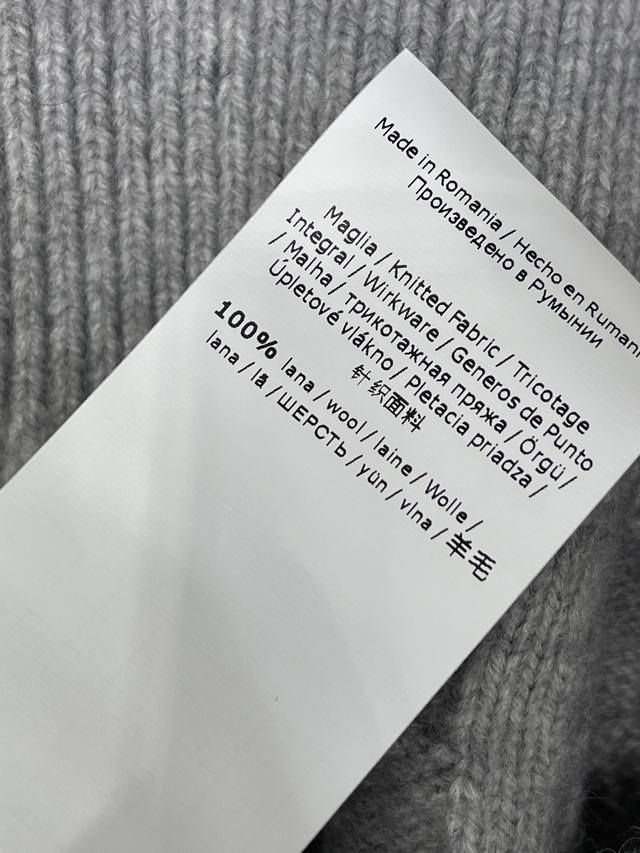 Made in Romania / Hecho en Ruman
Произведено в Румынии
Maglia / Knitted Fabric / Tricotage
Integral / Wirkware / Generos de Punto
/ Malha / трикотажная пряжа / Örgü /
Úpletové vlákno / Pletacia priadza /
针织面料
100% lana / wool / laine / Wolle /
lana / lã / ШЕРСТЬ / yün / vlna / 羊毛